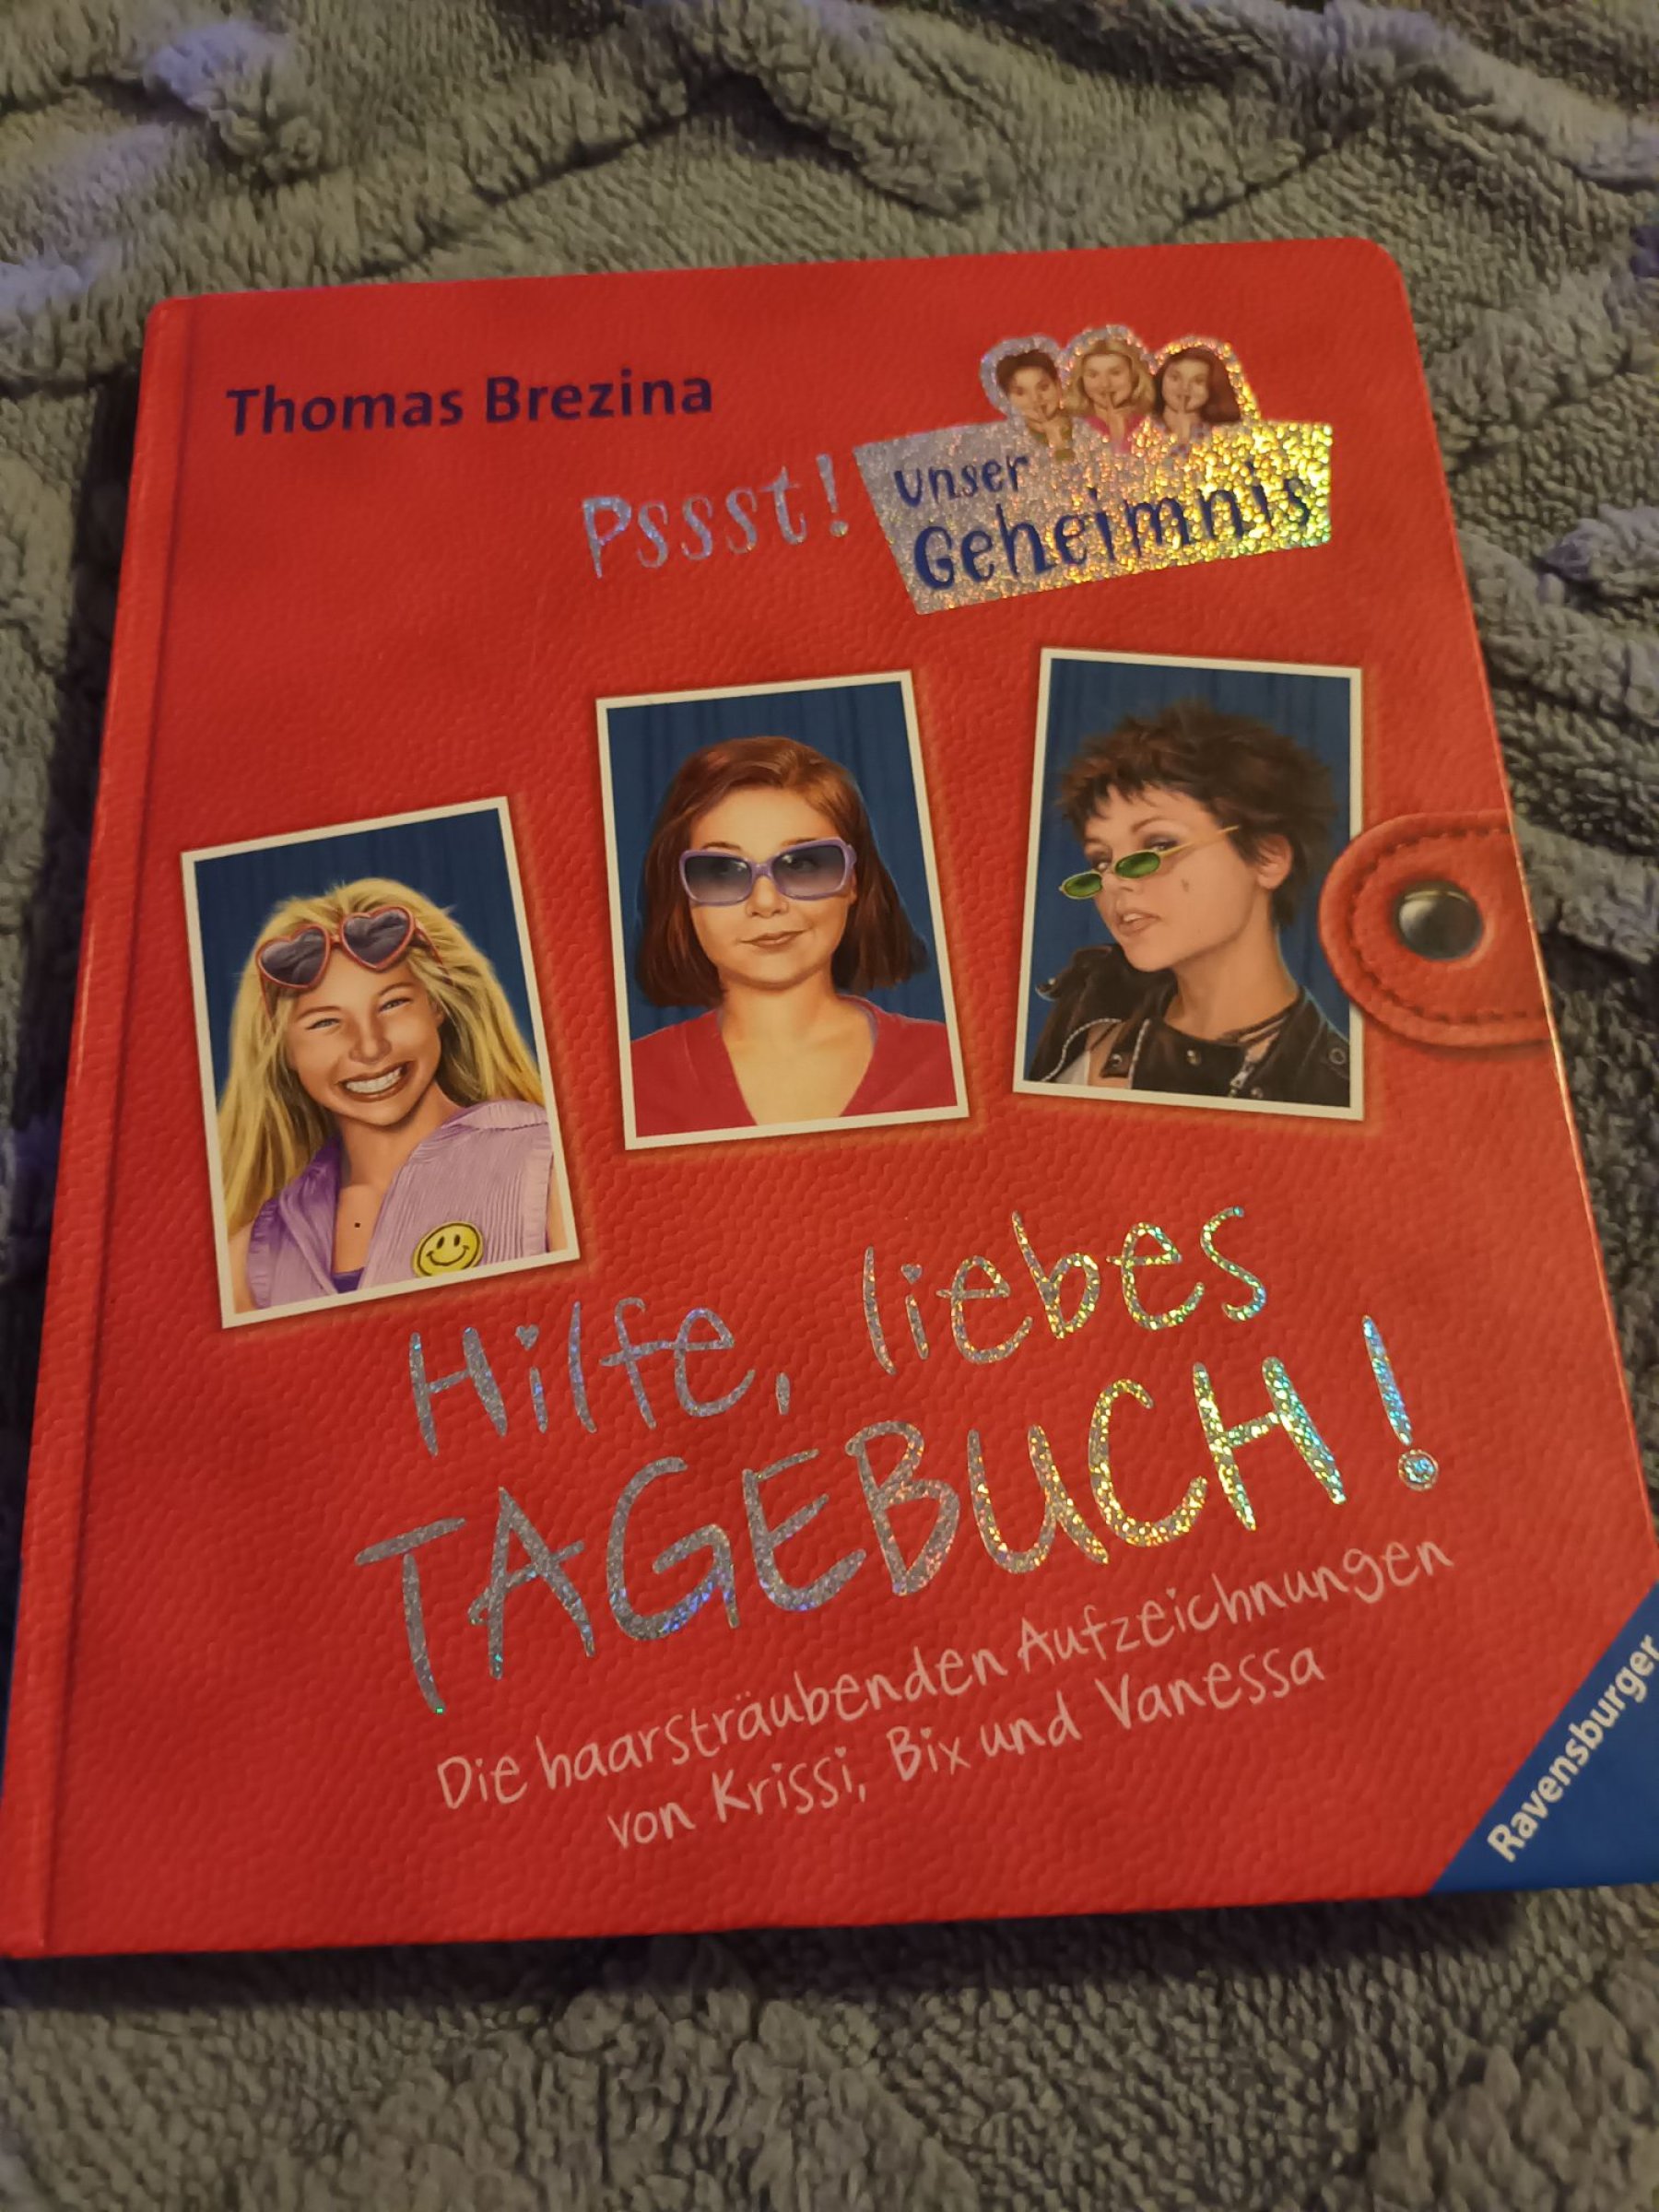 Thomas Brezina
Pssst!
Unser
Geheimnis
Hilfe, liebes
TAGEBUCH!
Die haarsträubenden Aufzeichnungen
von Krissi, Bix und Vanessa
Ravensburger